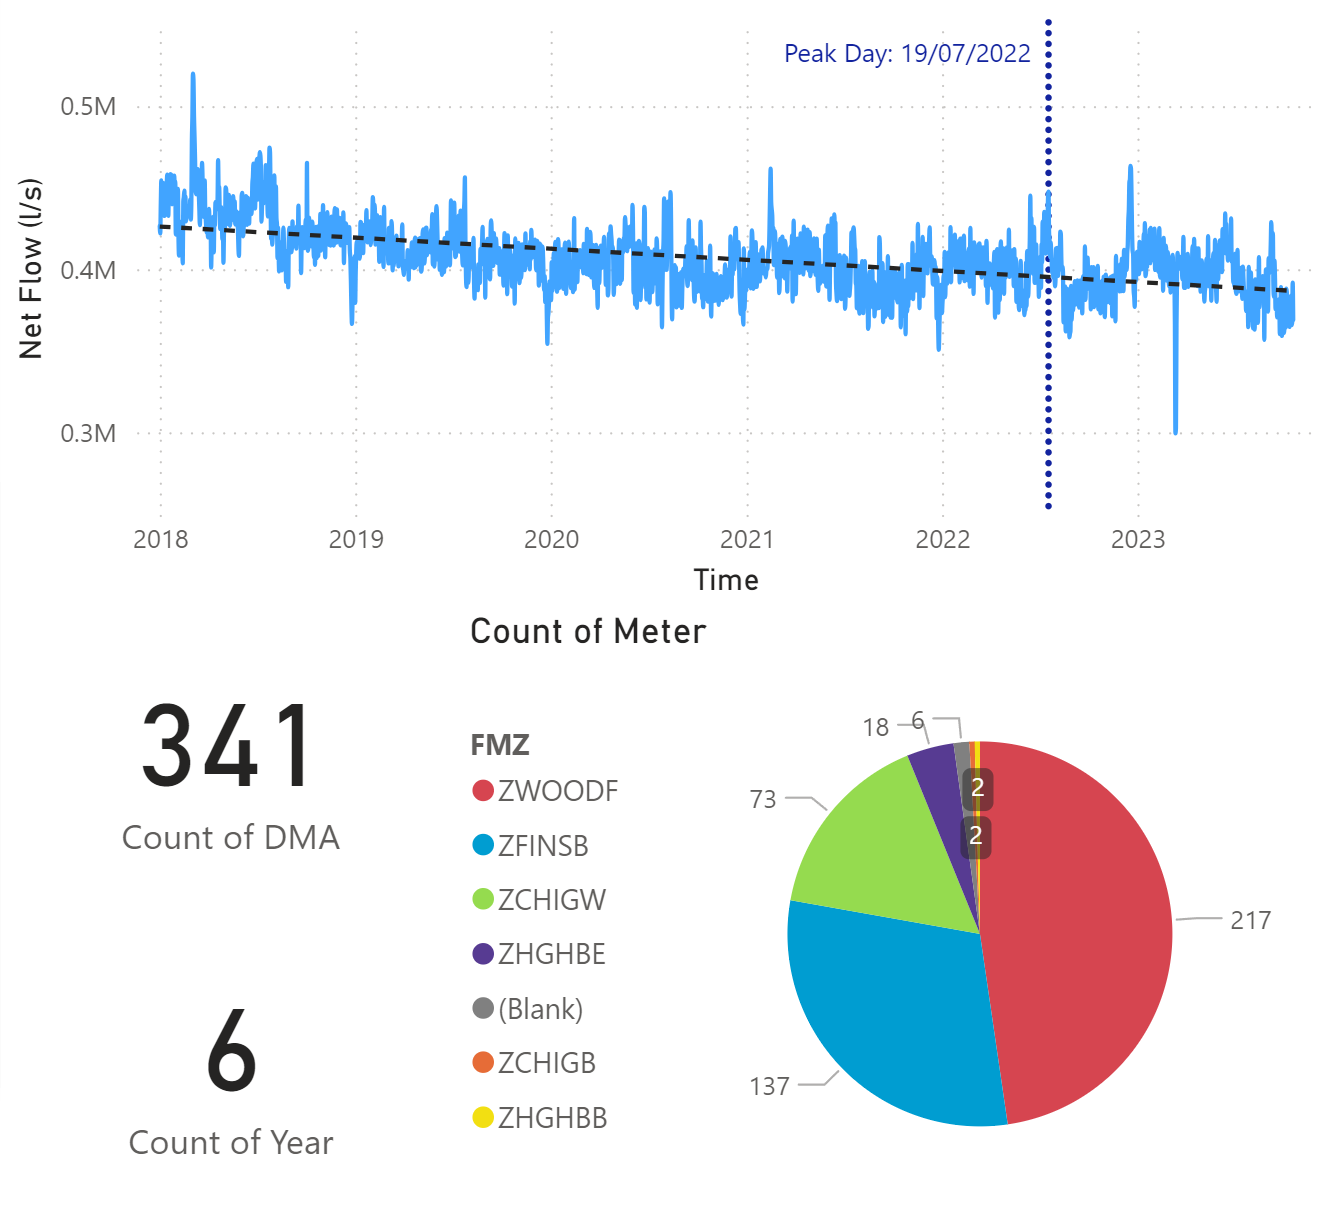 Peak Day: 19/07/2022
0.5M
0.4M
0.3M
Net Flow (l/s)
2018 2019 2020 2021 2022 2023
Time
Count of Meter
341
Count of DMA
6
Count of Year
FMZ
ZWOODF
ZFINSB
ZCHIGW
ZHGHBE
(Blank)
ZCHIGB
ZHGHBB
18
6
2
2
73
217
137